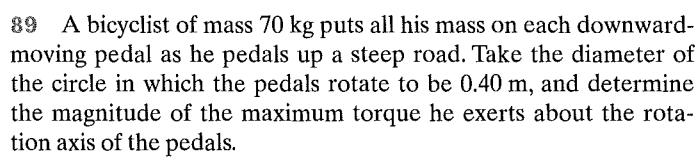 89 A bicyclist of mass 70 kg puts all his mass on each downward-
moving pedal as he pedals up a steep road. Take the diameter of
the circle in which the pedals rotate to be 0.40 m, and determine
the magnitude of the maximum torque he exerts about the rota-
tion axis of the pedals.